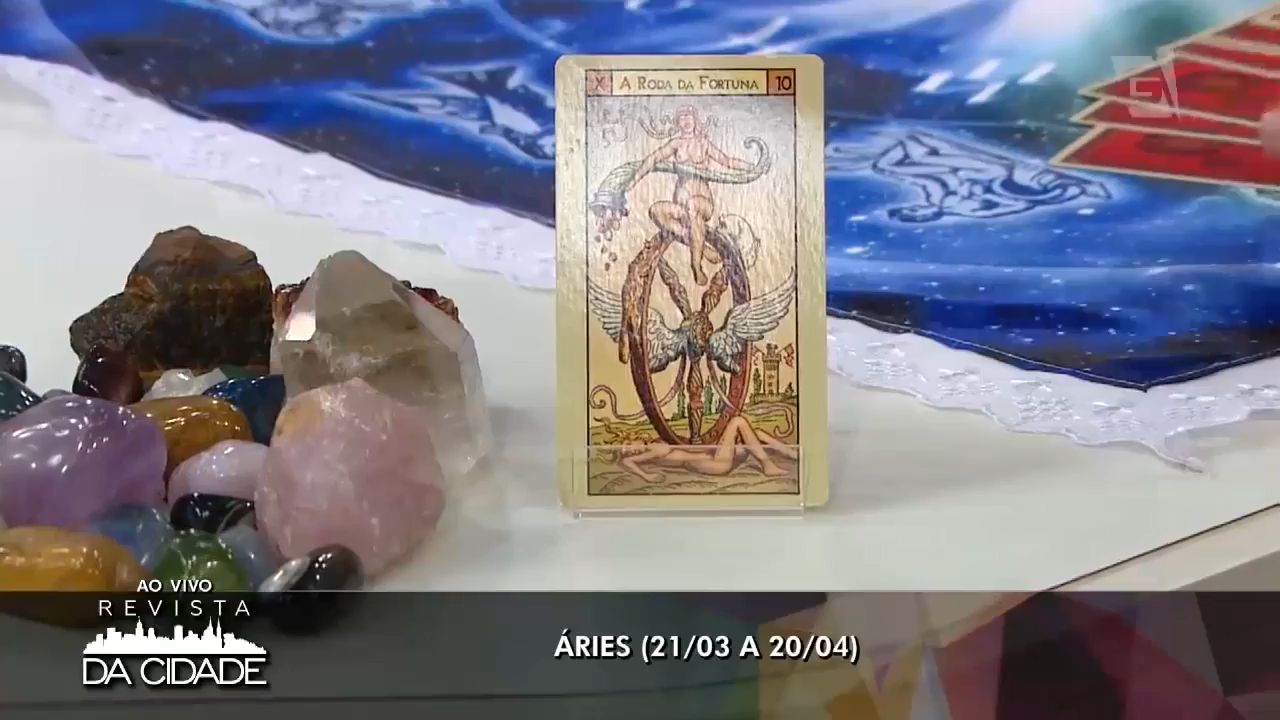 X A RODA DA FORTUNA 10
AO VIVO
REVISTA
DA CIDADE
ÁRIES (21/03 A 20/04)
G